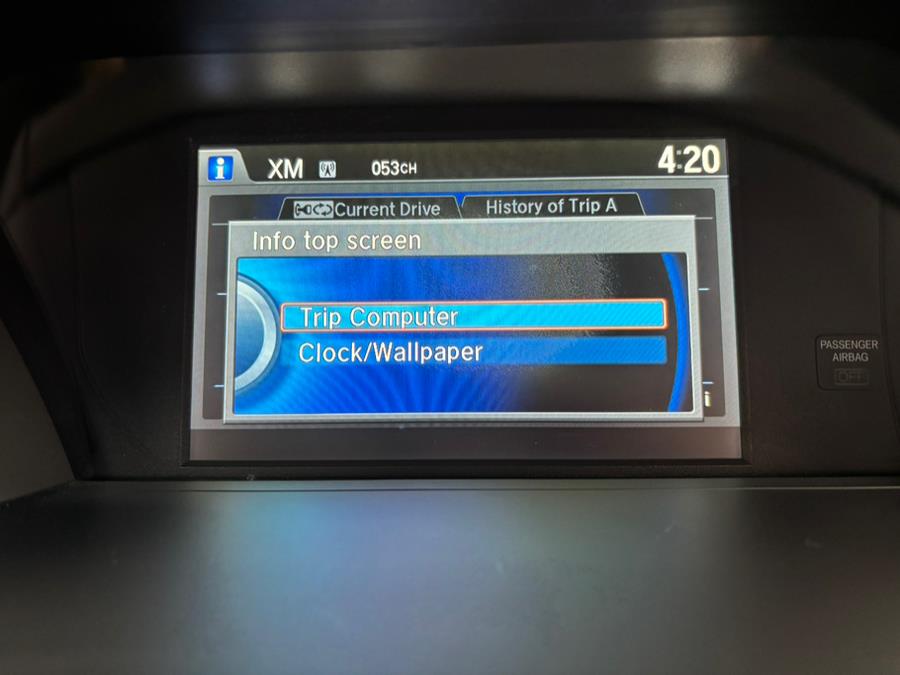 i XM 053CH 4:20
Current Drive History of Trip A
Info top screen
Trip Computer
Clock/Wallpaper
i
PASSENGER
AIRBAG
OFF